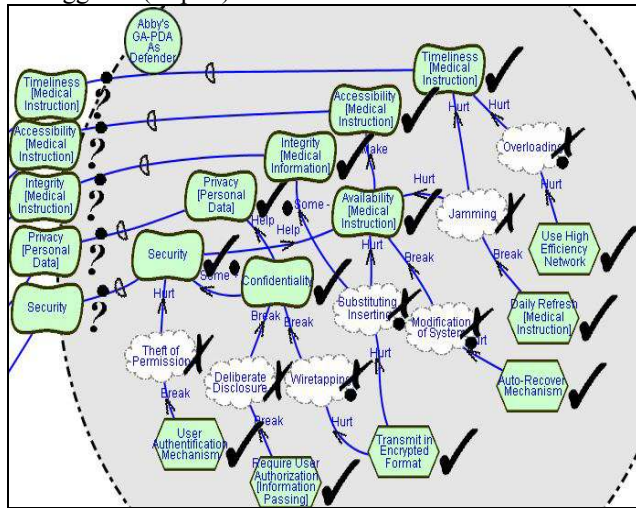 Abby's
GA-PDA
As
Defender
Timeliness
[Medical
Instruction]
?
Timeliness
[Medical
Instruction]
Hurt
Hurt
Accessibility
[Medical
Instruction]
?
Accessibility
[Medical
Instruction]
Overloading
Integrity
[Medical
Instruction]
?
Integrity
[Medical
Information]
Make
Privacy
[Personal
Data]
Some -
Availability
[Medical
Instruction]
Hurt
Hurt
Jamming
Privacy
[Personal
Data]
?
Help
Help
Security
Use High
Efficiency
Network
Hurt
Break
Break
Security
?
Some -
Confidentiality
Substituting
Inserting
Daily Refresh
[Medical
Instruction]
Hurt
Break
Break
Modification
of System
Theft of
Permission
Deliberate
Disclosure
Wiretapping
Hurt
Auto-Recover
Mechanism
Break
Break
Hurt
User
Authentification
Mechanism
Transmit in
Encrypted
Format
Require User
Authorization
[Information
Passing]